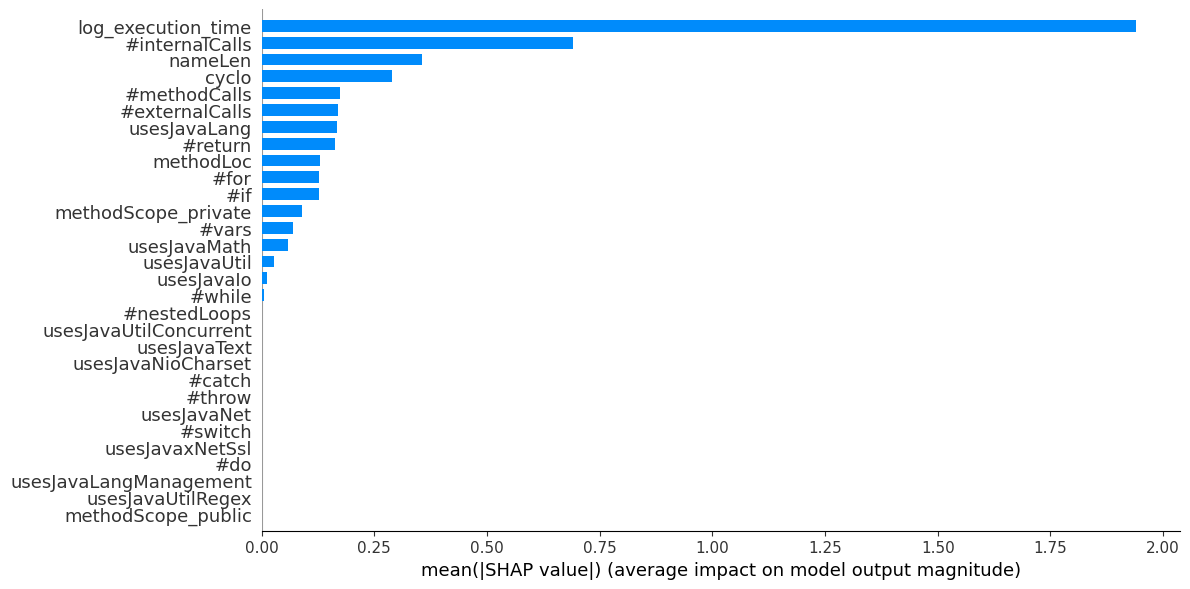 log_execution_time
#internalCalls
nameLen
cyclo
#methodCalls
#externalCalls
usesJavaLang
#return
methodLoc
#for
#if
methodScope_private
#vars
usesJavaMath
usesJavaUtil
usesJavaIo
#while
#nestedLoops
usesJavaUtilConcurrent
usesJavaText
usesJavaNioCharset
#catch
#throw
usesJavaNet
#switch
usesJavaxNetSsl
#do
usesJavaLangManagement
usesJavaUtilRegex
methodScope_public
0.00 0.25 0.50 0.75 1.00 1.25 1.50 1.75 2.00
mean(|SHAP value|) (average impact on model output magnitude)